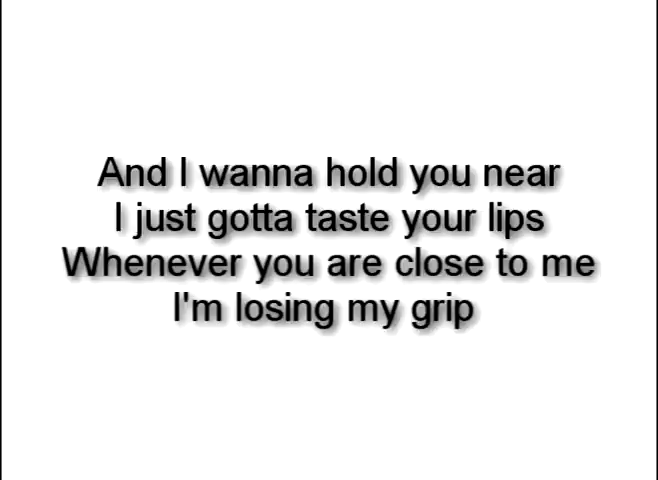 And I wanna hold you near
I just gotta taste your lips
Whenever you are close to me
I'm losing my grip